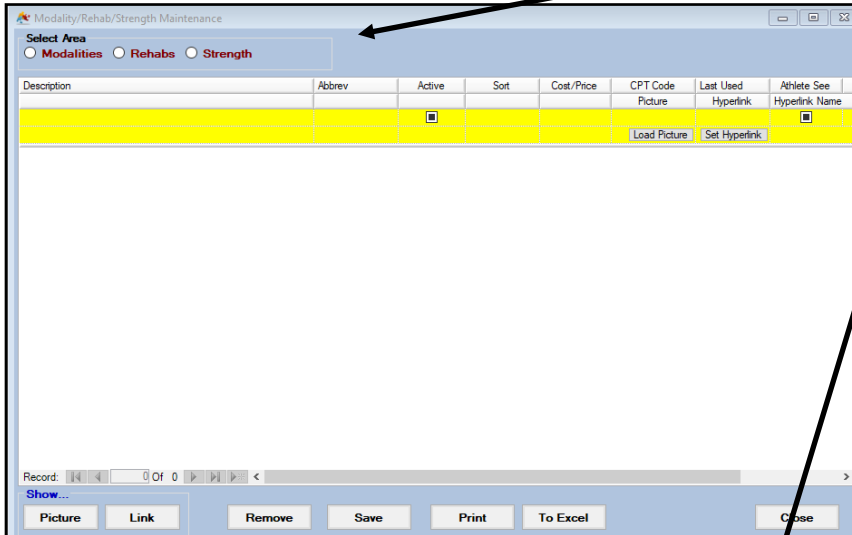 Modality/Rehab/Strength Maintenance
Select Area
Modalities Rehabs Strength
Description Abbrev Active Sort Cost/Price CPT Code Last Used Athlete See
Picture Hyperlink Hyperlink Name
Load Picture Set Hyperlink
Record: 0 Of 0
Show...
Picture Link Remove Save Print To Excel Close